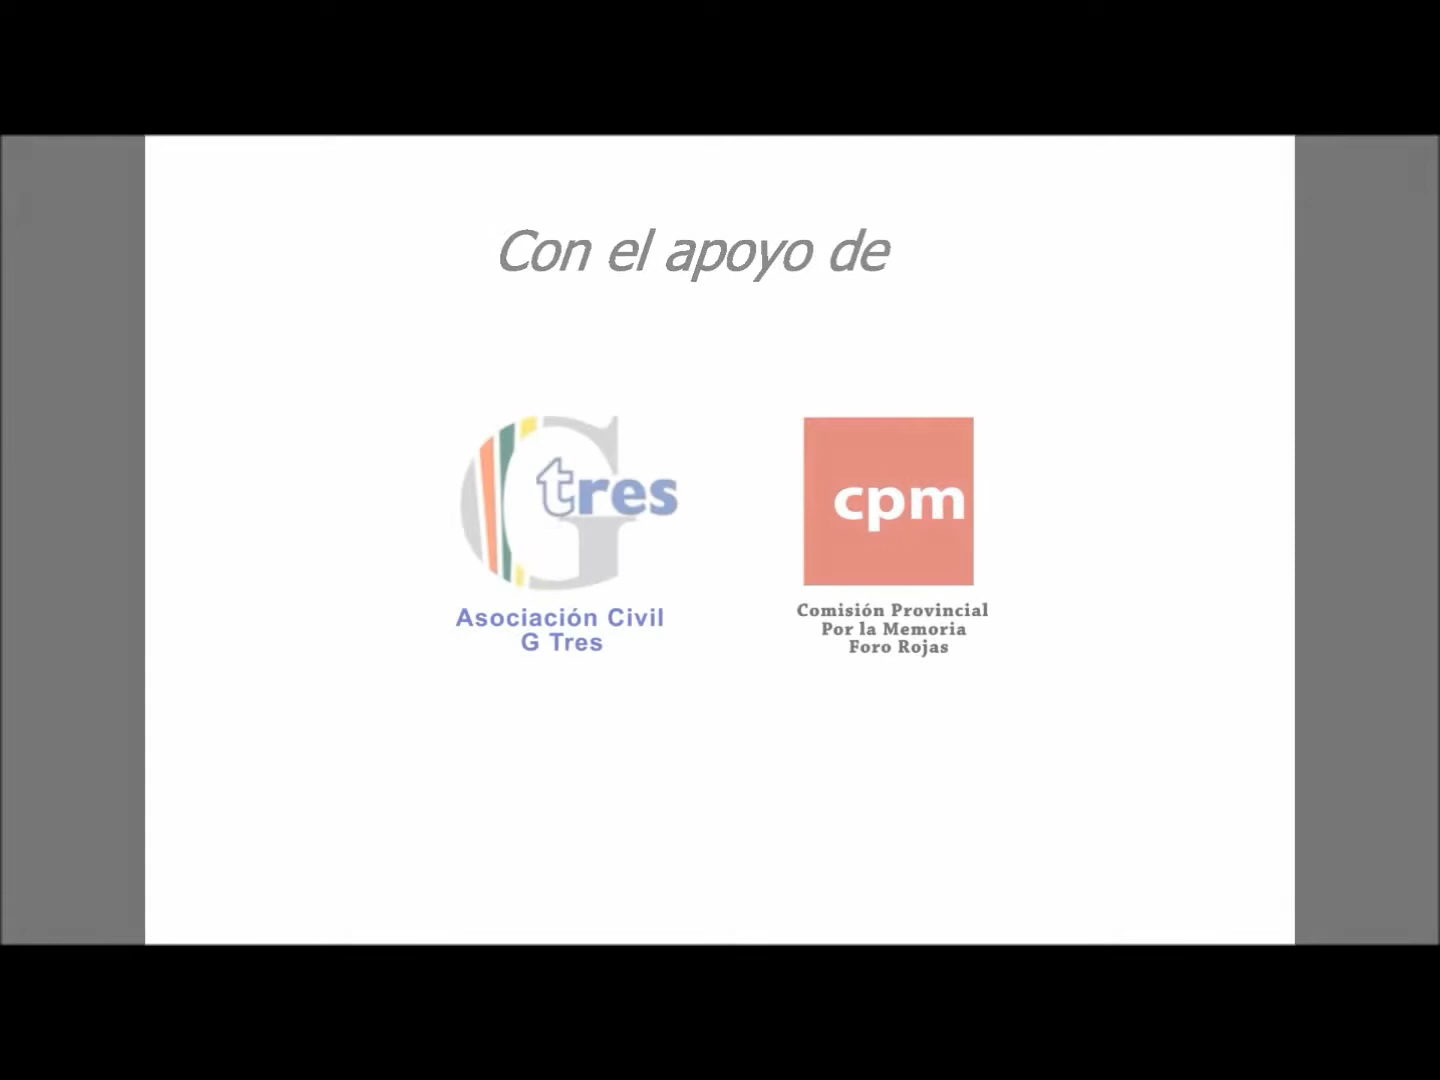 Con el apoyo de
G tres
Asociación Civil
G Tres
cpm
Comisión Provincial
Por la Memoria
Foro Rojas